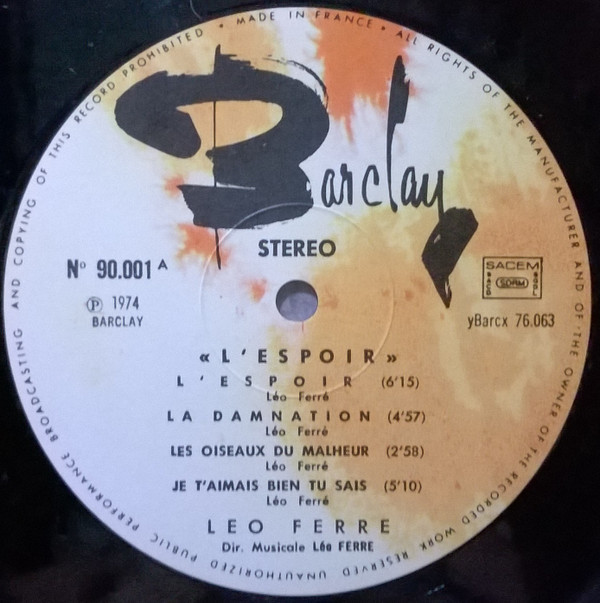 • MADE IN FRANCE • ALL RIGHTS OF THE MANUFACTURER AND OF THE OWNER OF THE RECORDED WORK RESERVED UNAUTHORIZED PUBLIC PERFORMANCE BROADCASTING AND COPYING OF THIS RECORD PROHIBITED
Barclay
STEREO
N° 90.001 A
℗ 1974
BARCLAY
SACEM
SDRM
yBarcx 76.063
«L'ESPOIR»
L'ESPOIR (6'15)
Léo Ferré
LA DAMNATION (4'57)
Léo Ferré
LES OISEAUX DU MALHEUR (2'58)
Léo Ferré
JE T'AIMAIS BIEN TU SAIS (5'10)
Léo Ferré
LEO FERRE
Dir. Musicale Léo FERRE